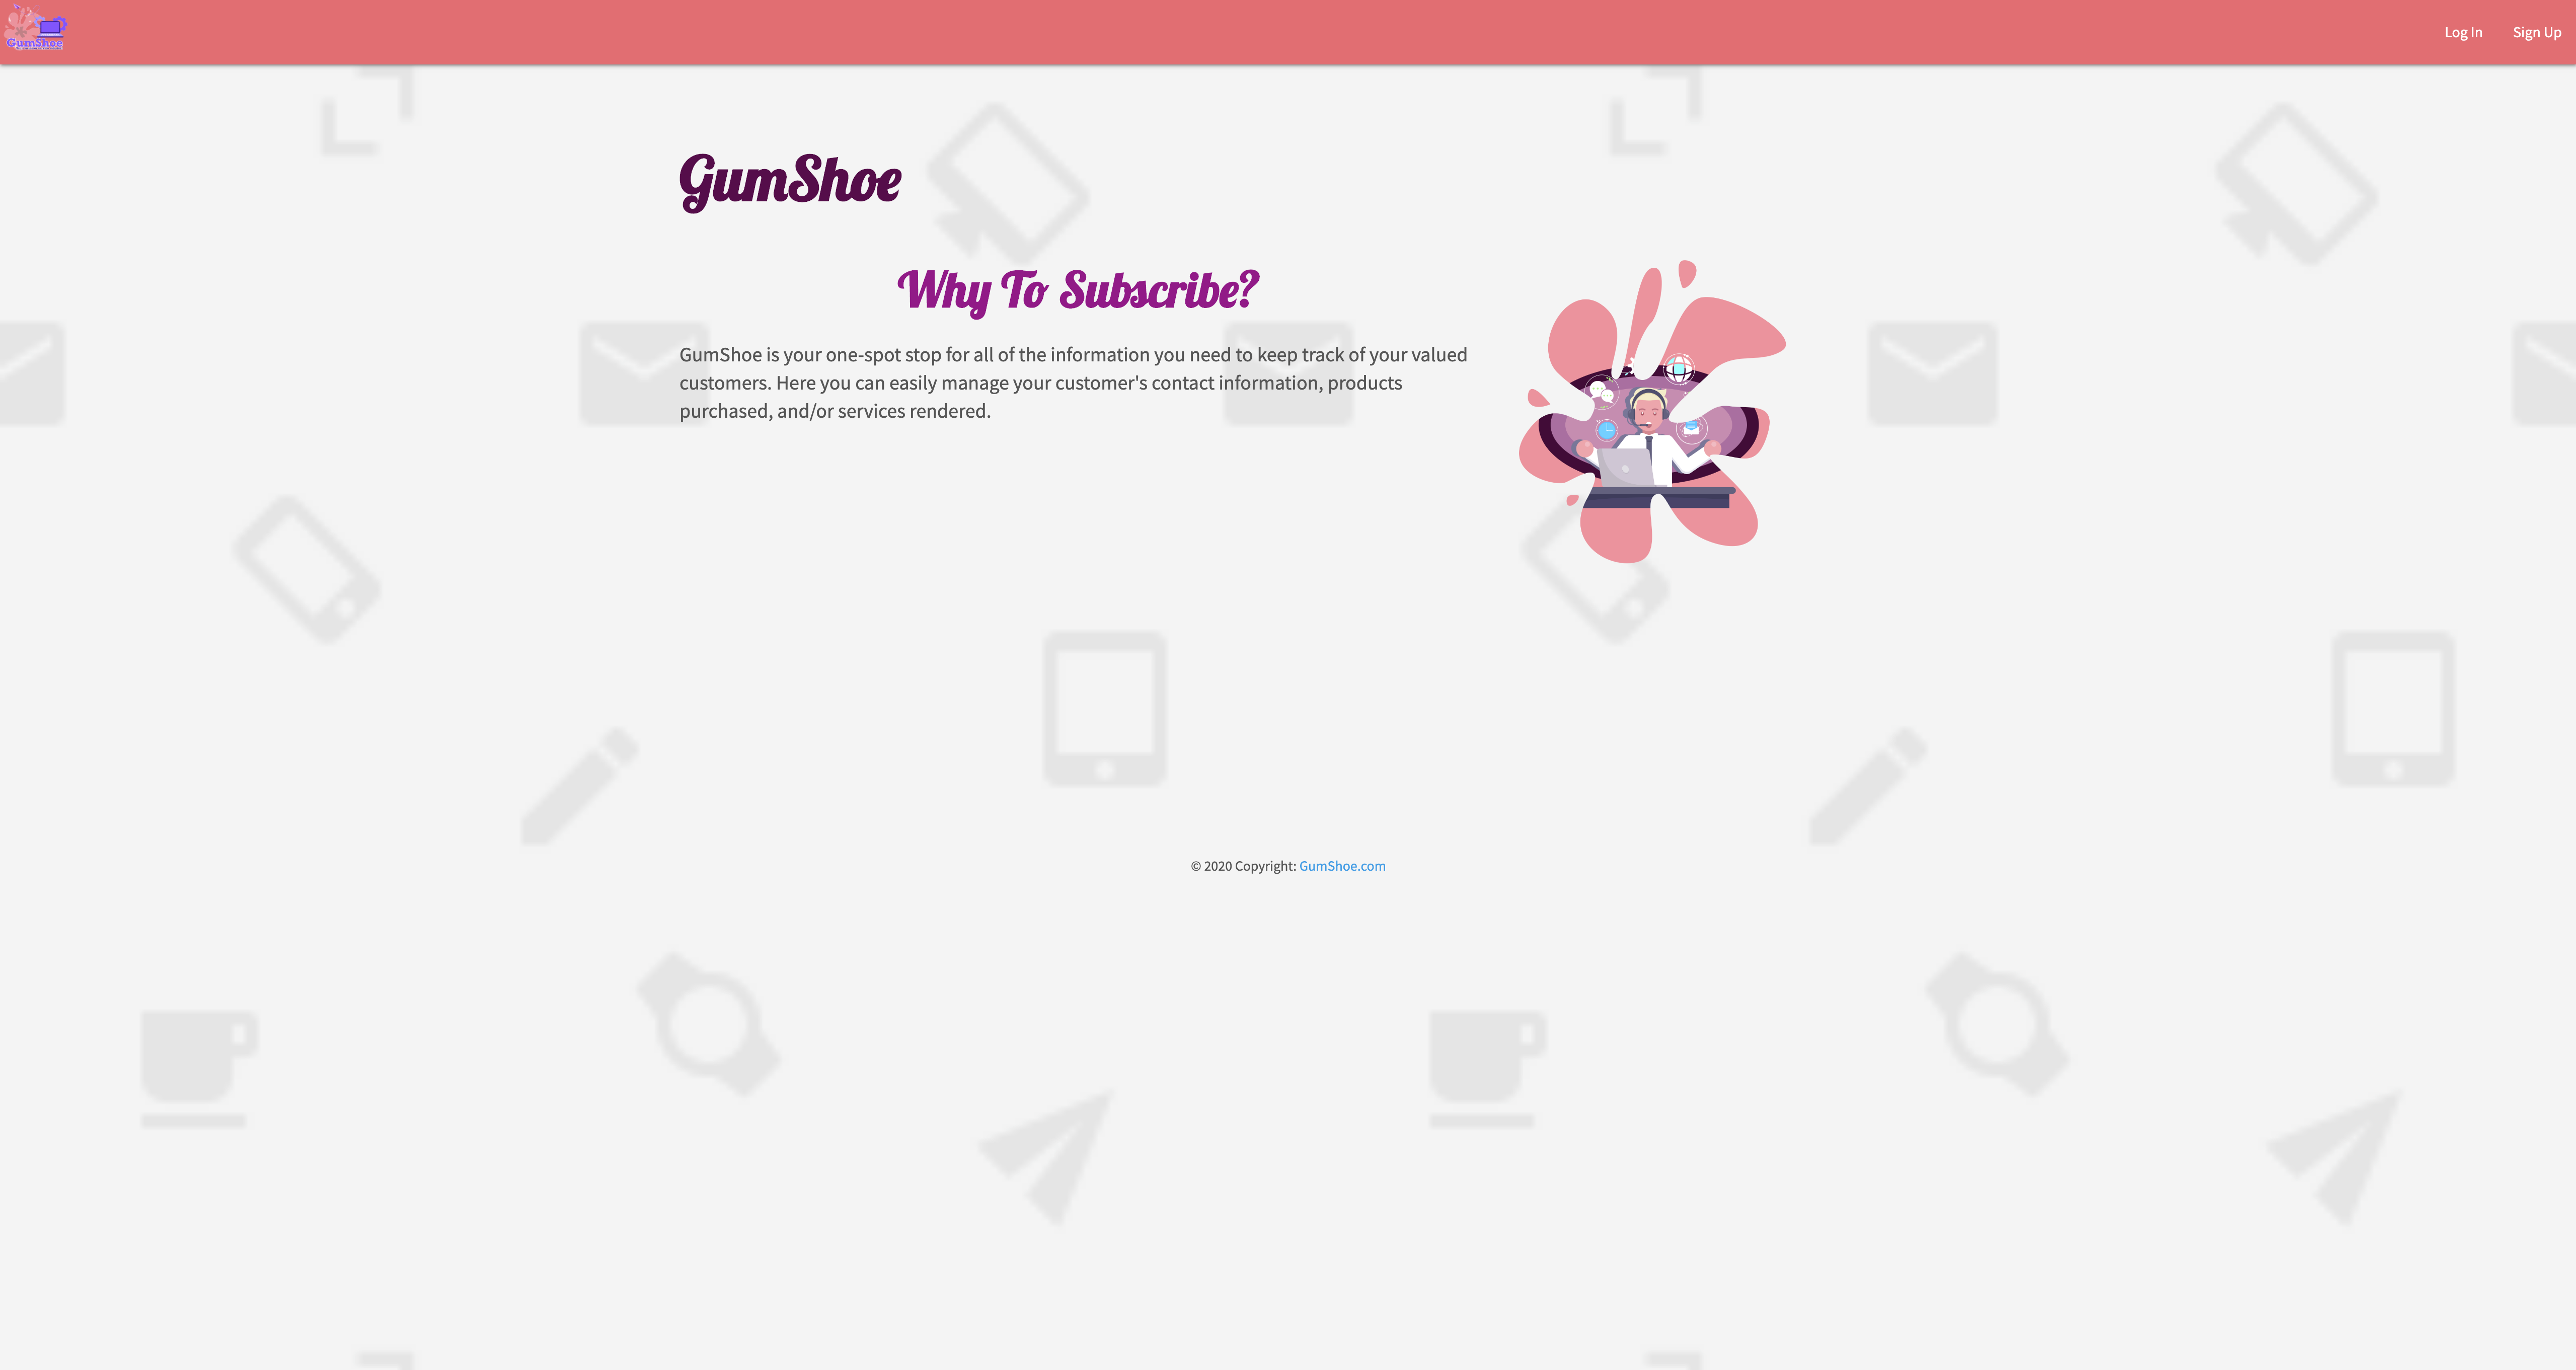 GumShoe
Log In
Sign Up
GumShoe
Why To Subscribe?
GumShoe is your one-spot stop for all of the information you need to keep track of your valued
customers. Here you can easily manage your customer's contact information, products
purchased, and/or services rendered.
© 2020 Copyright: GumShoe.com